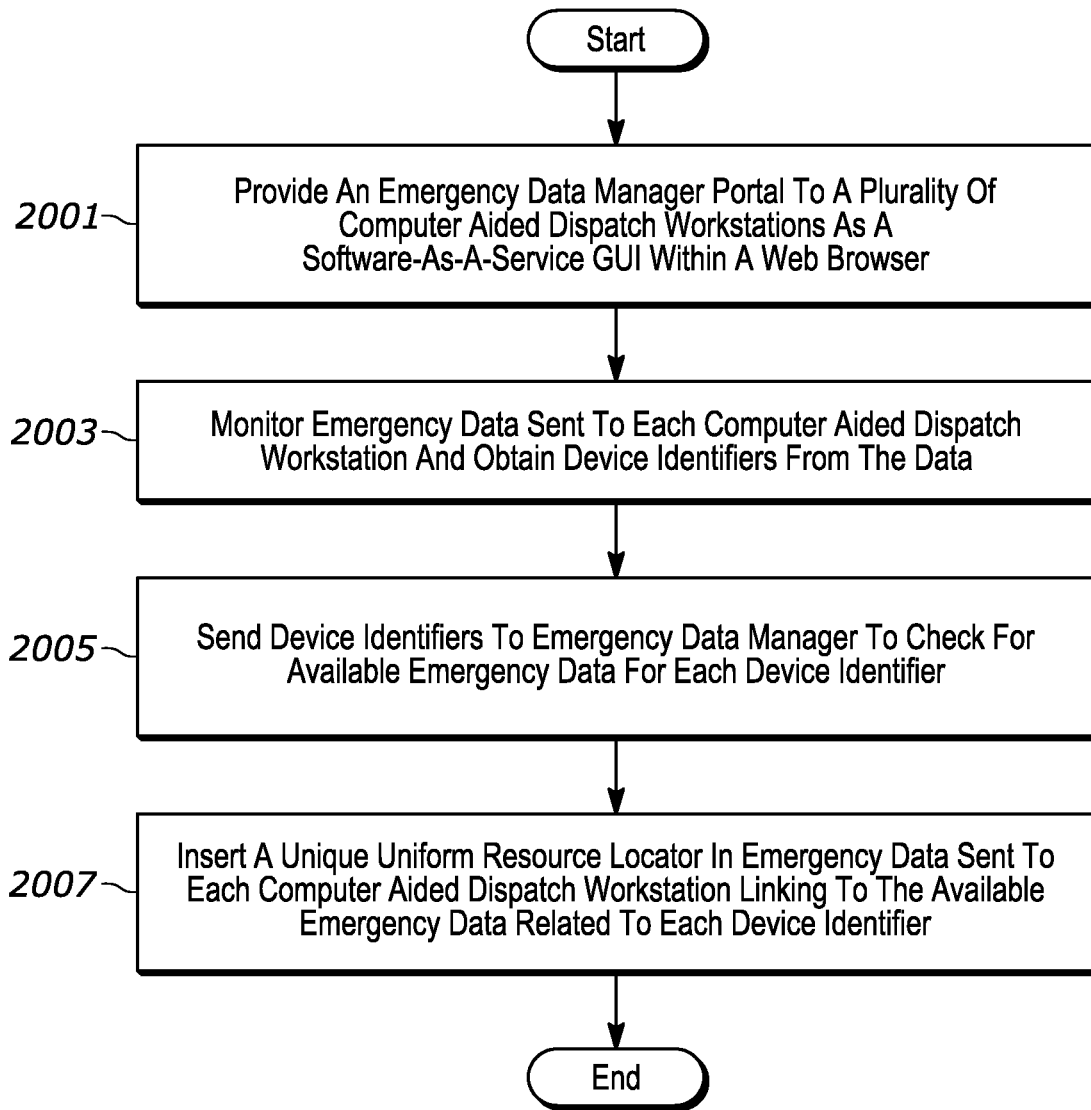 Start
2001
Provide An Emergency Data Manager Portal To A Plurality Of
Computer Aided Dispatch Workstations As A
Software-As-A-Service GUI Within A Web Browser
2003
Monitor Emergency Data Sent To Each Computer Aided Dispatch
Workstation And Obtain Device Identifiers From The Data
2005
Send Device Identifiers To Emergency Data Manager To Check For
Available Emergency Data For Each Device Identifier
2007
Insert A Unique Uniform Resource Locator In Emergency Data Sent To
Each Computer Aided Dispatch Workstation Linking To The Available
Emergency Data Related To Each Device Identifier
End